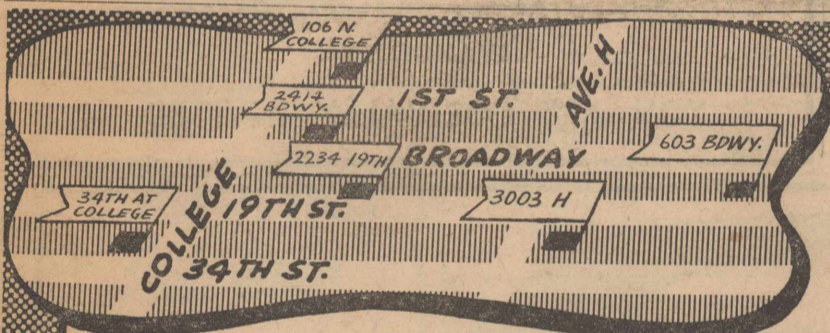 106 N.
COLLEGE
AVE. H
2414
BDWY.
1ST ST.
2234 19TH
BROADWAY
603 BDWY.
34TH AT
COLLEGE
COLLEGE
19TH ST.
3003 H
34TH ST.